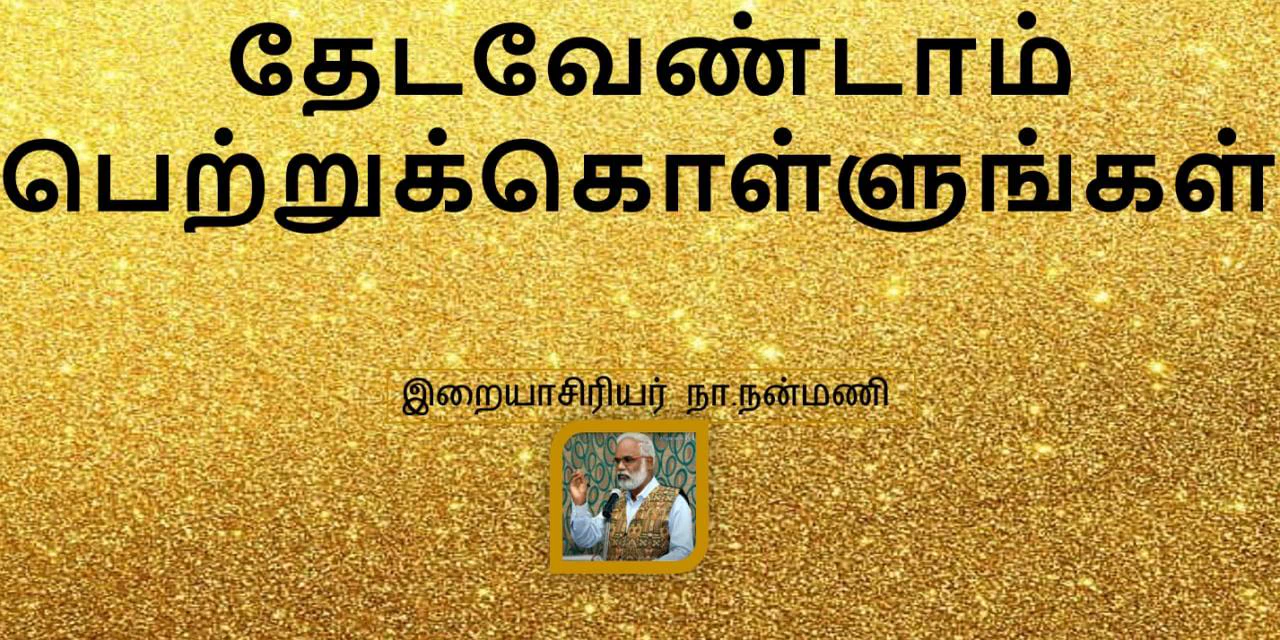 தேடவேண்டாம்
பெற்றுக்கொள்ளுங்கள்
இறையாசிரியர் நா.நன்மணி